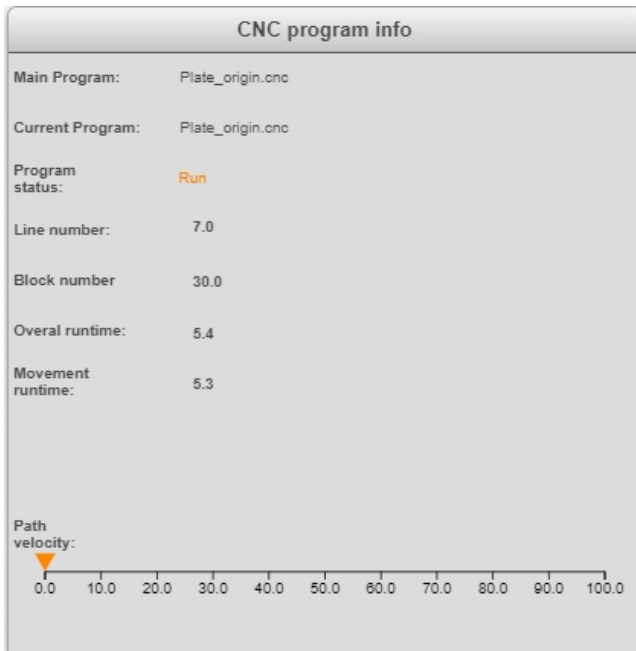 CNC program info
Main Program: Plate_origin.cnc
Current Program: Plate_origin.cnc
Program
status: Run
Line number: 7.0
Block number 30.0
Overal runtime: 5.4
Movement
runtime: 5.3
Path
velocity:
0.0 10.0 20.0 30.0 40.0 50.0 60.0 70.0 80.0 90.0 100.0